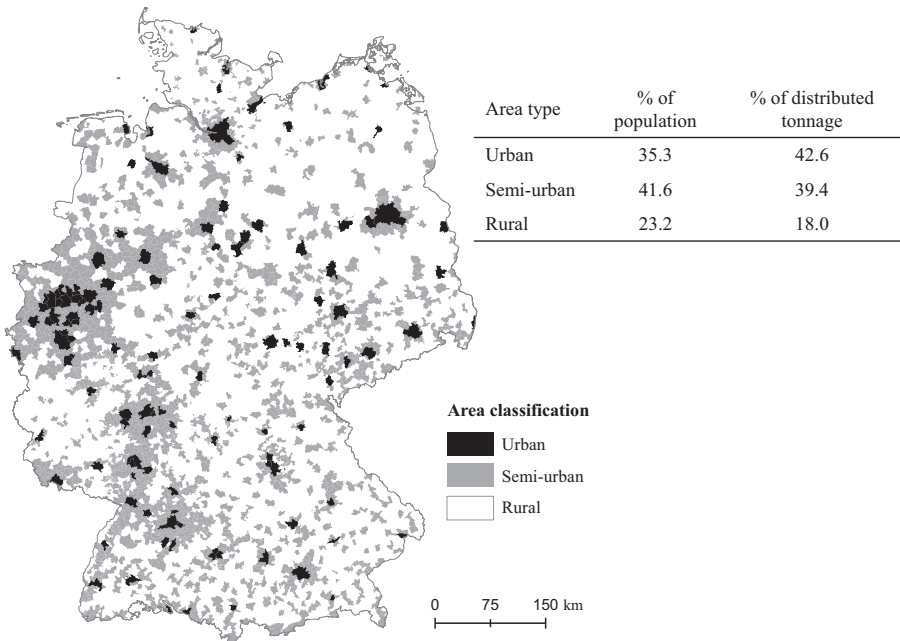 Area type % of population % of distributed tonnage
Urban 35.3 42.6
Semi-urban 41.6 39.4
Rural 23.2 18.0
Area classification
Urban
Semi-urban
Rural
0 75 150 km